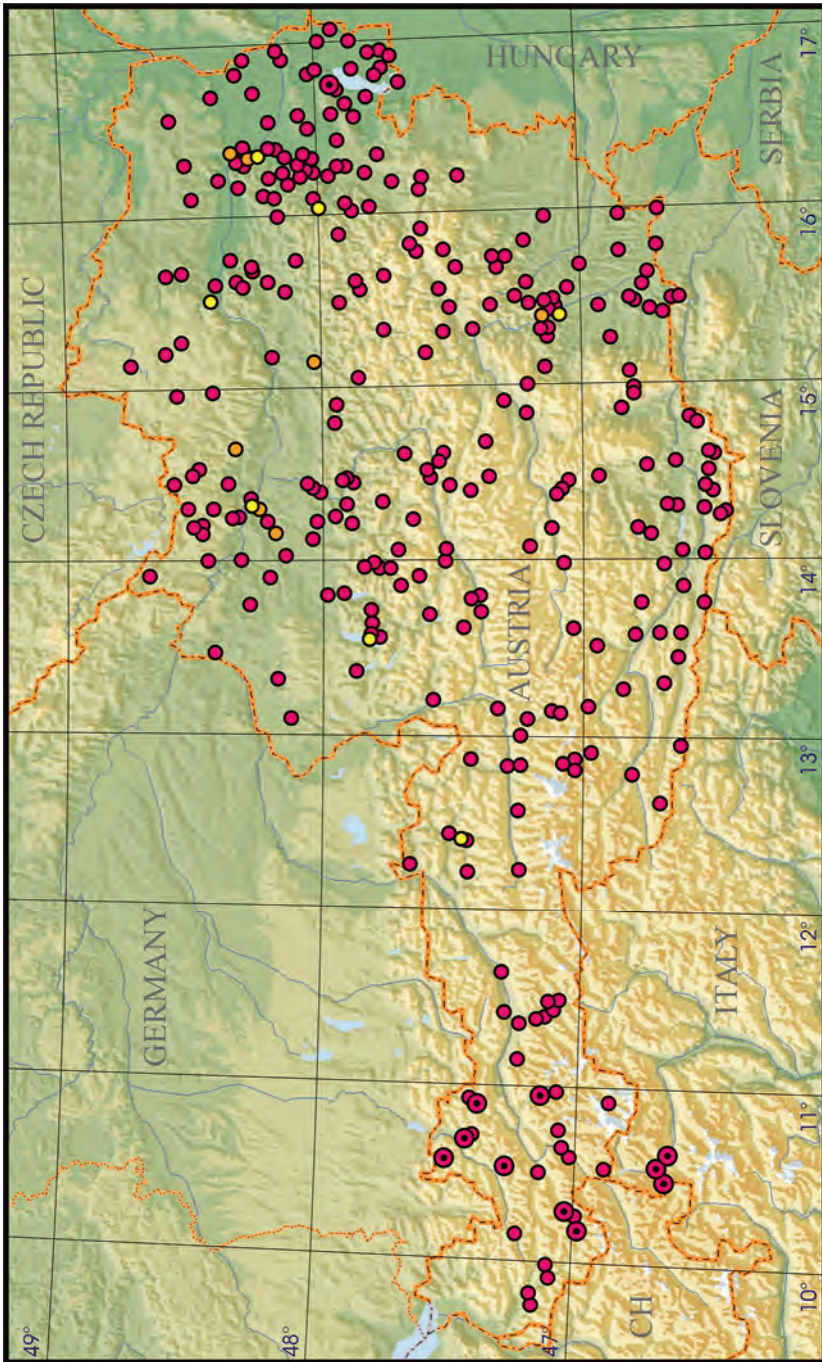 49°
48°
47°
CZECH REPUBLIC
GERMANY
AUSTRIA
HUNGARY
SLOVENIA
SERBIA
ITALY
CH
10°
11°
12°
13°
14°
15°
16°
17°